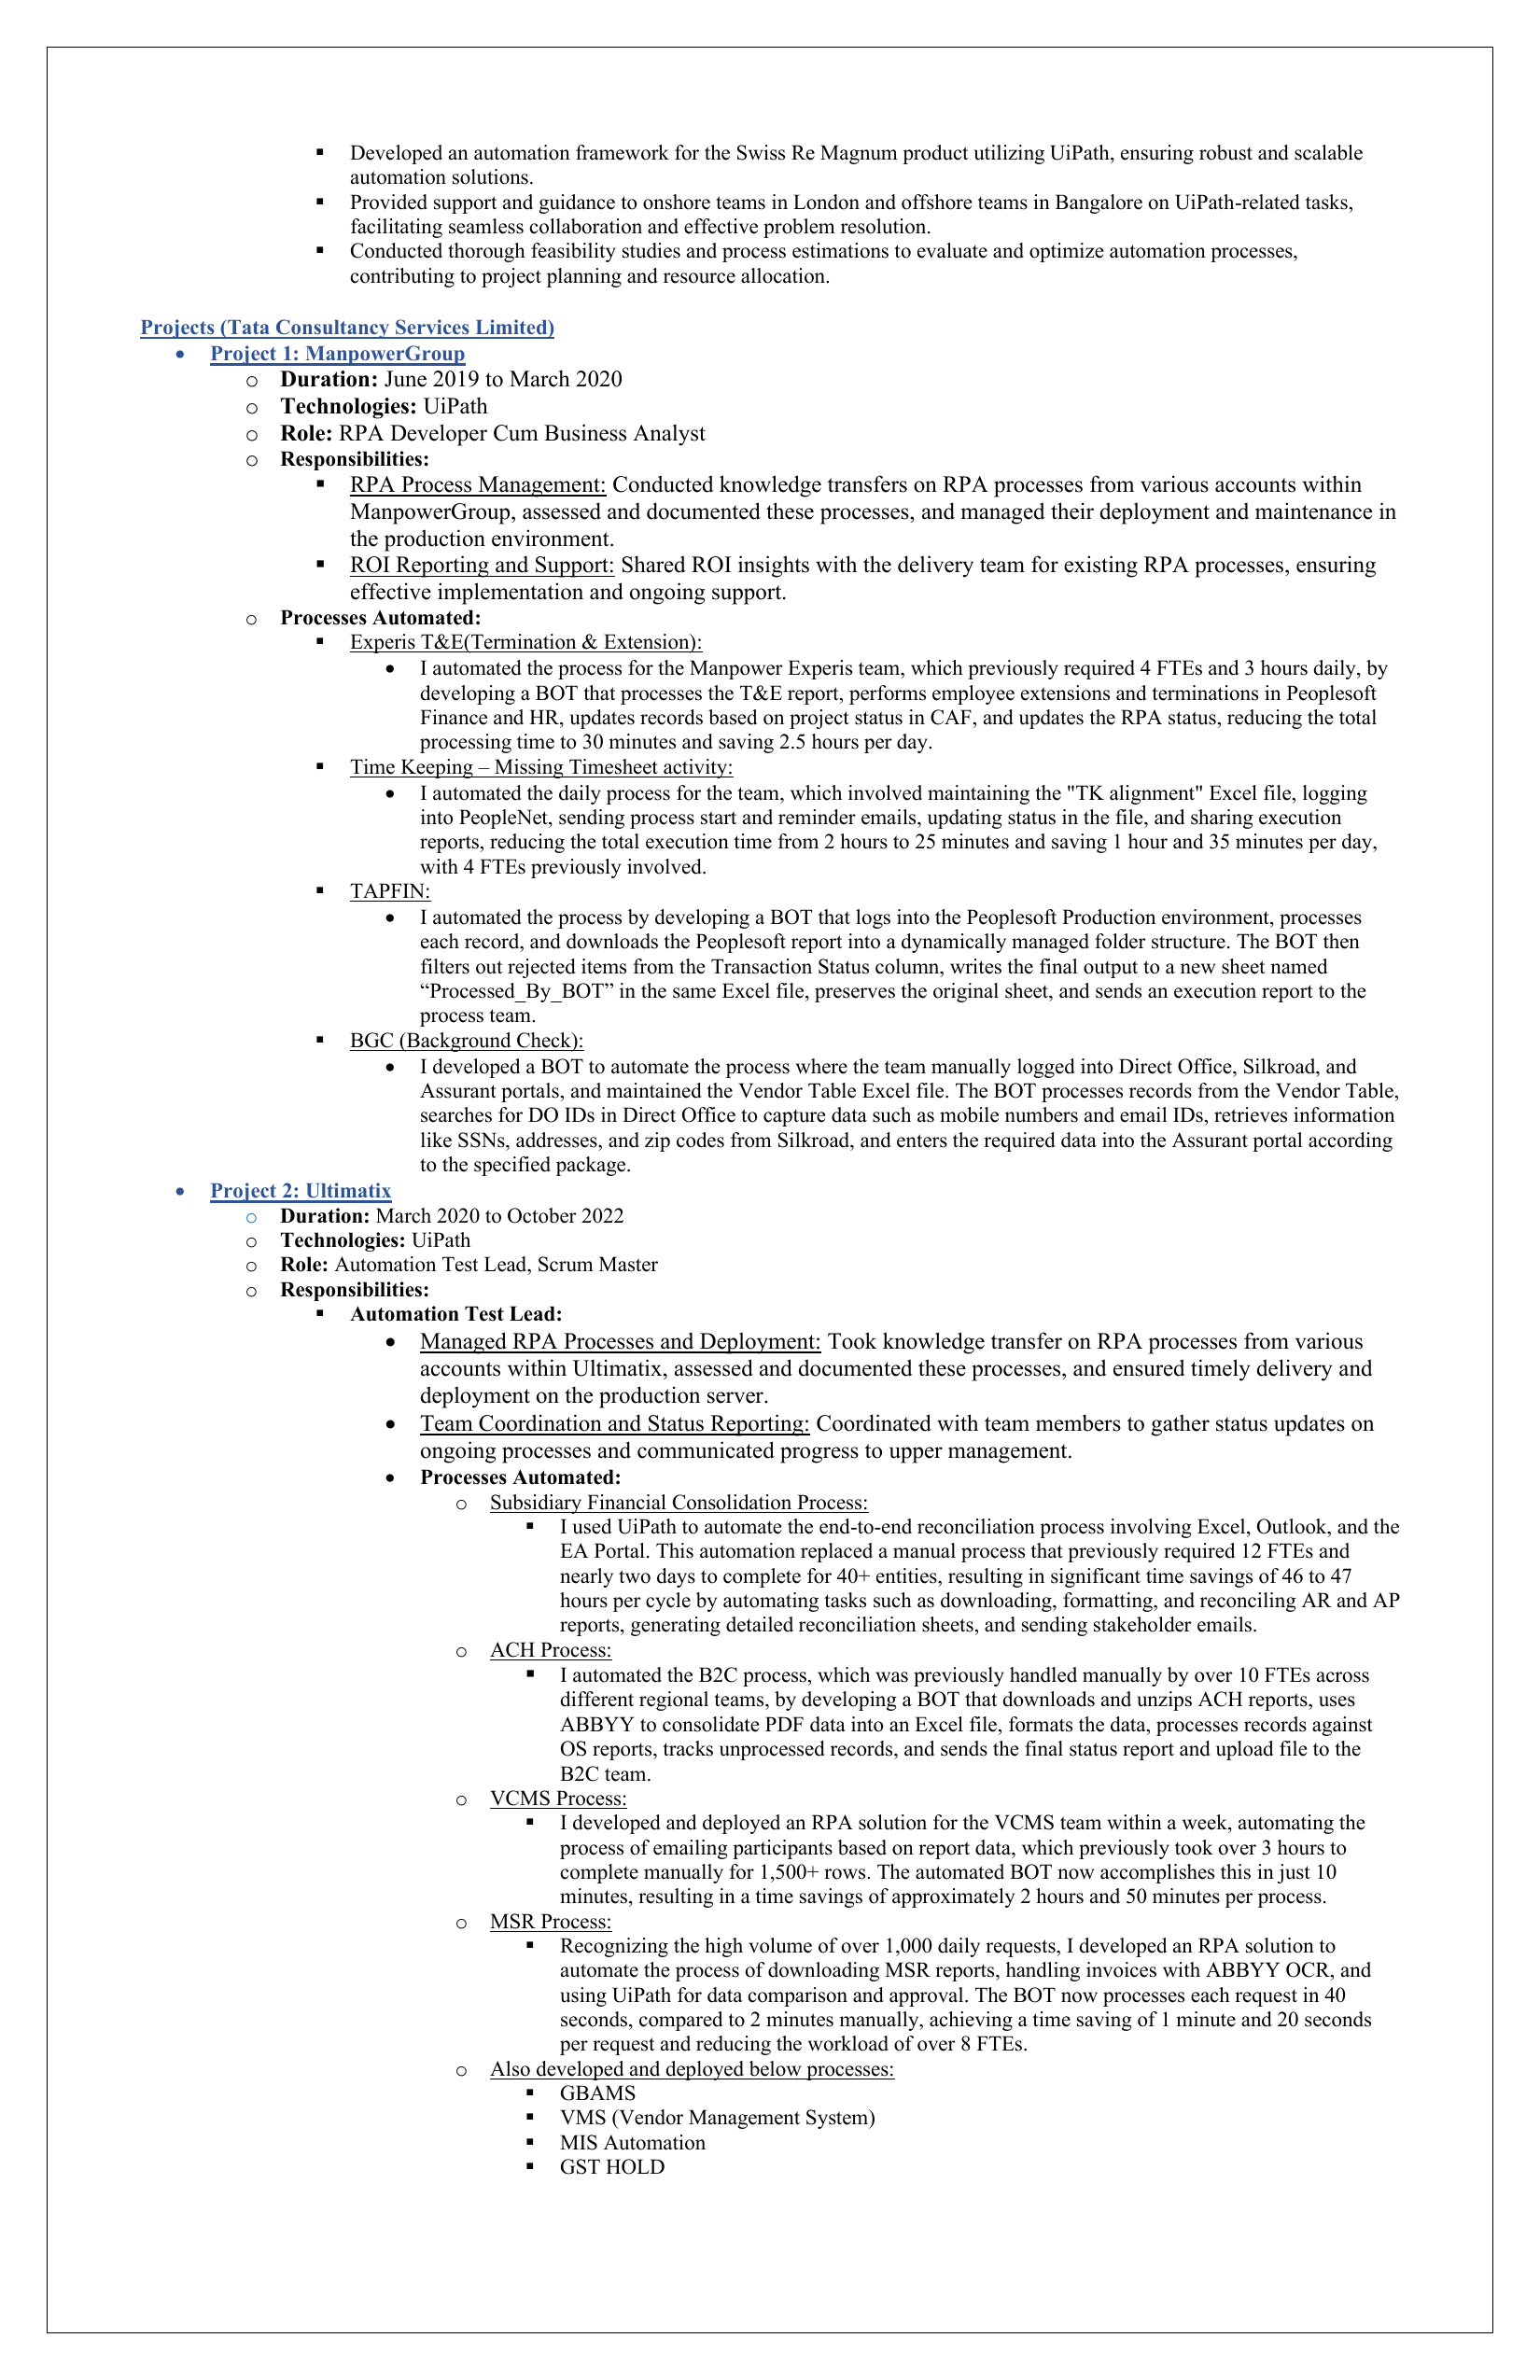 ▪ Developed an automation framework for the Swiss Re Magnum product utilizing UiPath, ensuring robust and scalable
automation solutions.
▪ Provided support and guidance to onshore teams in London and offshore teams in Bangalore on UiPath-related tasks,
facilitating seamless collaboration and effective problem resolution.
▪ Conducted thorough feasibility studies and process estimations to evaluate and optimize automation processes,
contributing to project planning and resource allocation.
Projects (Tata Consultancy Services Limited)
• Project 1: ManpowerGroup
o Duration: June 2019 to March 2020
o Technologies: UiPath
o Role: RPA Developer Cum Business Analyst
o Responsibilities:
▪ RPA Process Management: Conducted knowledge transfers on RPA processes from various accounts within
ManpowerGroup, assessed and documented these processes, and managed their deployment and maintenance in
the production environment.
▪ ROI Reporting and Support: Shared ROI insights with the delivery team for existing RPA processes, ensuring
effective implementation and ongoing support.
o Processes Automated:
▪ Experis T&E(Termination & Extension):
• I automated the process for the Manpower Experis team, which previously required 4 FTEs and 3 hours daily, by
developing a BOT that processes the T&E report, performs employee extensions and terminations in Peoplesoft
Finance and HR, updates records based on project status in CAF, and updates the RPA status, reducing the total
processing time to 30 minutes and saving 2.5 hours per day.
▪ Time Keeping – Missing Timesheet activity:
• I automated the daily process for the team, which involved maintaining the "TK alignment" Excel file, logging
into PeopleNet, sending process start and reminder emails, updating status in the file, and sharing execution
reports, reducing the total execution time from 2 hours to 25 minutes and saving 1 hour and 35 minutes per day,
with 4 FTEs previously involved.
▪ TAPFIN:
• I automated the process by developing a BOT that logs into the Peoplesoft Production environment, processes
each record, and downloads the Peoplesoft report into a dynamically managed folder structure. The BOT then
filters out rejected items from the Transaction Status column, writes the final output to a new sheet named
“Processed_By_BOT” in the same Excel file, preserves the original sheet, and sends an execution report to the
process team.
▪ BGC (Background Check):
• I developed a BOT to automate the process where the team manually logged into Direct Office, Silkroad, and
Assurant portals, and maintained the Vendor Table Excel file. The BOT processes records from the Vendor Table,
searches for DO IDs in Direct Office to capture data such as mobile numbers and email IDs, retrieves information
like SSNs, addresses, and zip codes from Silkroad, and enters the required data into the Assurant portal according
to the specified package.
• Project 2: Ultimatix
o Duration: March 2020 to October 2022
o Technologies: UiPath
o Role: Automation Test Lead, Scrum Master
o Responsibilities:
▪ Automation Test Lead:
• Managed RPA Processes and Deployment: Took knowledge transfer on RPA processes from various
accounts within Ultimatix, assessed and documented these processes, and ensured timely delivery and
deployment on the production server.
• Team Coordination and Status Reporting: Coordinated with team members to gather status updates on
ongoing processes and communicated progress to upper management.
• Processes Automated:
o Subsidiary Financial Consolidation Process:
▪ I used UiPath to automate the end-to-end reconciliation process involving Excel, Outlook, and the
EA Portal. This automation replaced a manual process that previously required 12 FTEs and
nearly two days to complete for 40+ entities, resulting in significant time savings of 46 to 47
hours per cycle by automating tasks such as downloading, formatting, and reconciling AR and AP
reports, generating detailed reconciliation sheets, and sending stakeholder emails.
o ACH Process:
▪ I automated the B2C process, which was previously handled manually by over 10 FTEs across
different regional teams, by developing a BOT that downloads and unzips ACH reports, uses
ABBYY to consolidate PDF data into an Excel file, formats the data, processes records against
OS reports, tracks unprocessed records, and sends the final status report and upload file to the
B2C team.
o VCMS Process:
▪ I developed and deployed an RPA solution for the VCMS team within a week, automating the
process of emailing participants based on report data, which previously took over 3 hours to
complete manually for 1,500+ rows. The automated BOT now accomplishes this in just 10
minutes, resulting in a time savings of approximately 2 hours and 50 minutes per process.
o MSR Process:
▪ Recognizing the high volume of over 1,000 daily requests, I developed an RPA solution to
automate the process of downloading MSR reports, handling invoices with ABBYY OCR, and
using UiPath for data comparison and approval. The BOT now processes each request in 40
seconds, compared to 2 minutes manually, achieving a time saving of 1 minute and 20 seconds
per request and reducing the workload of over 8 FTEs.
o Also developed and deployed below processes:
▪ GBAMS
▪ VMS (Vendor Management System)
▪ MIS Automation
▪ GST HOLD